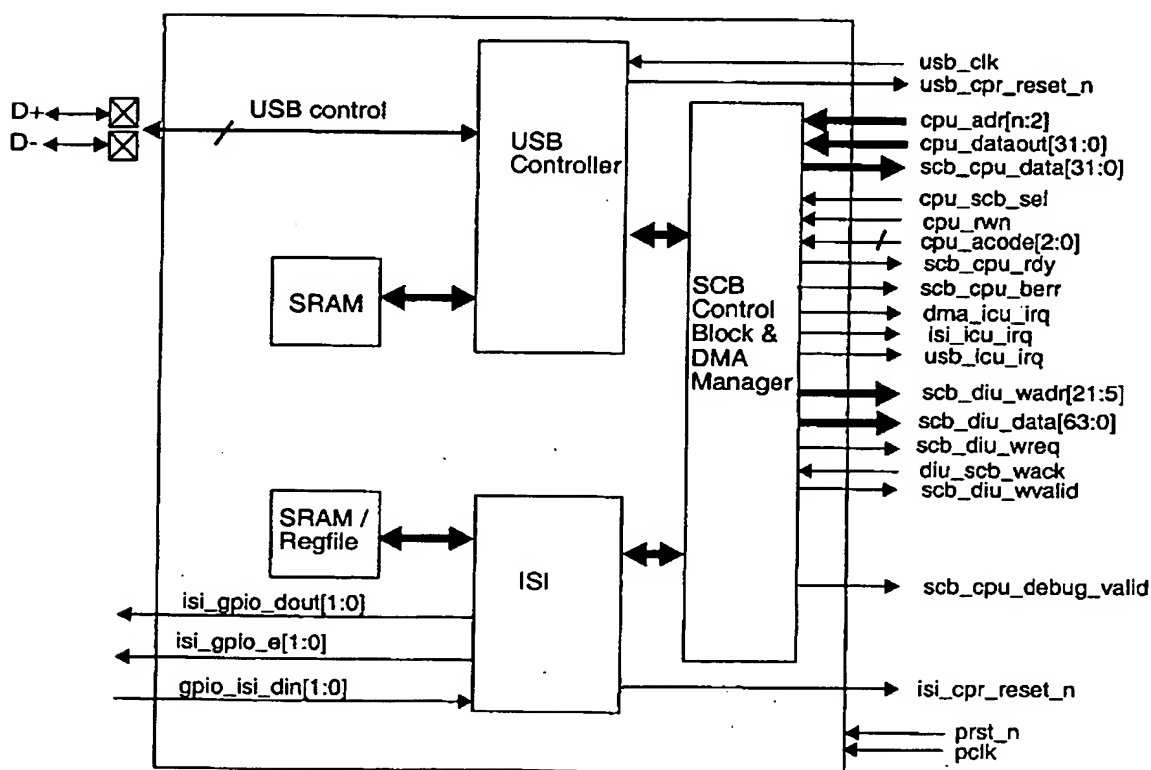 D+
D-
USB control
USB
Controller
SRAM
SRAM /
Regfile
ISI
SCB
Control
Block &
DMA
Manager
isi_gpio_dout[1:0]
isi_gpio_e[1:0]
gpio_isi_din[1:0]
usb_clk
usb_cpr_reset_n
cpu_adr[n:2]
cpu_dataout[31:0]
scb_cpu_data[31:0]
cpu_scb_sel
cpu_rwn
cpu_acode[2:0]
scb_cpu_rdy
scb_cpu_berr
dma_icu_irq
isi_icu_irq
usb_icu_irq
scb_diu_wadr[21:5]
scb_diu_data[63:0]
scb_diu_wreq
diu_scb_wack
scb_diu_wvalid
scb_cpu_debug_valid
isi_cpr_reset_n
prst_n
pclk